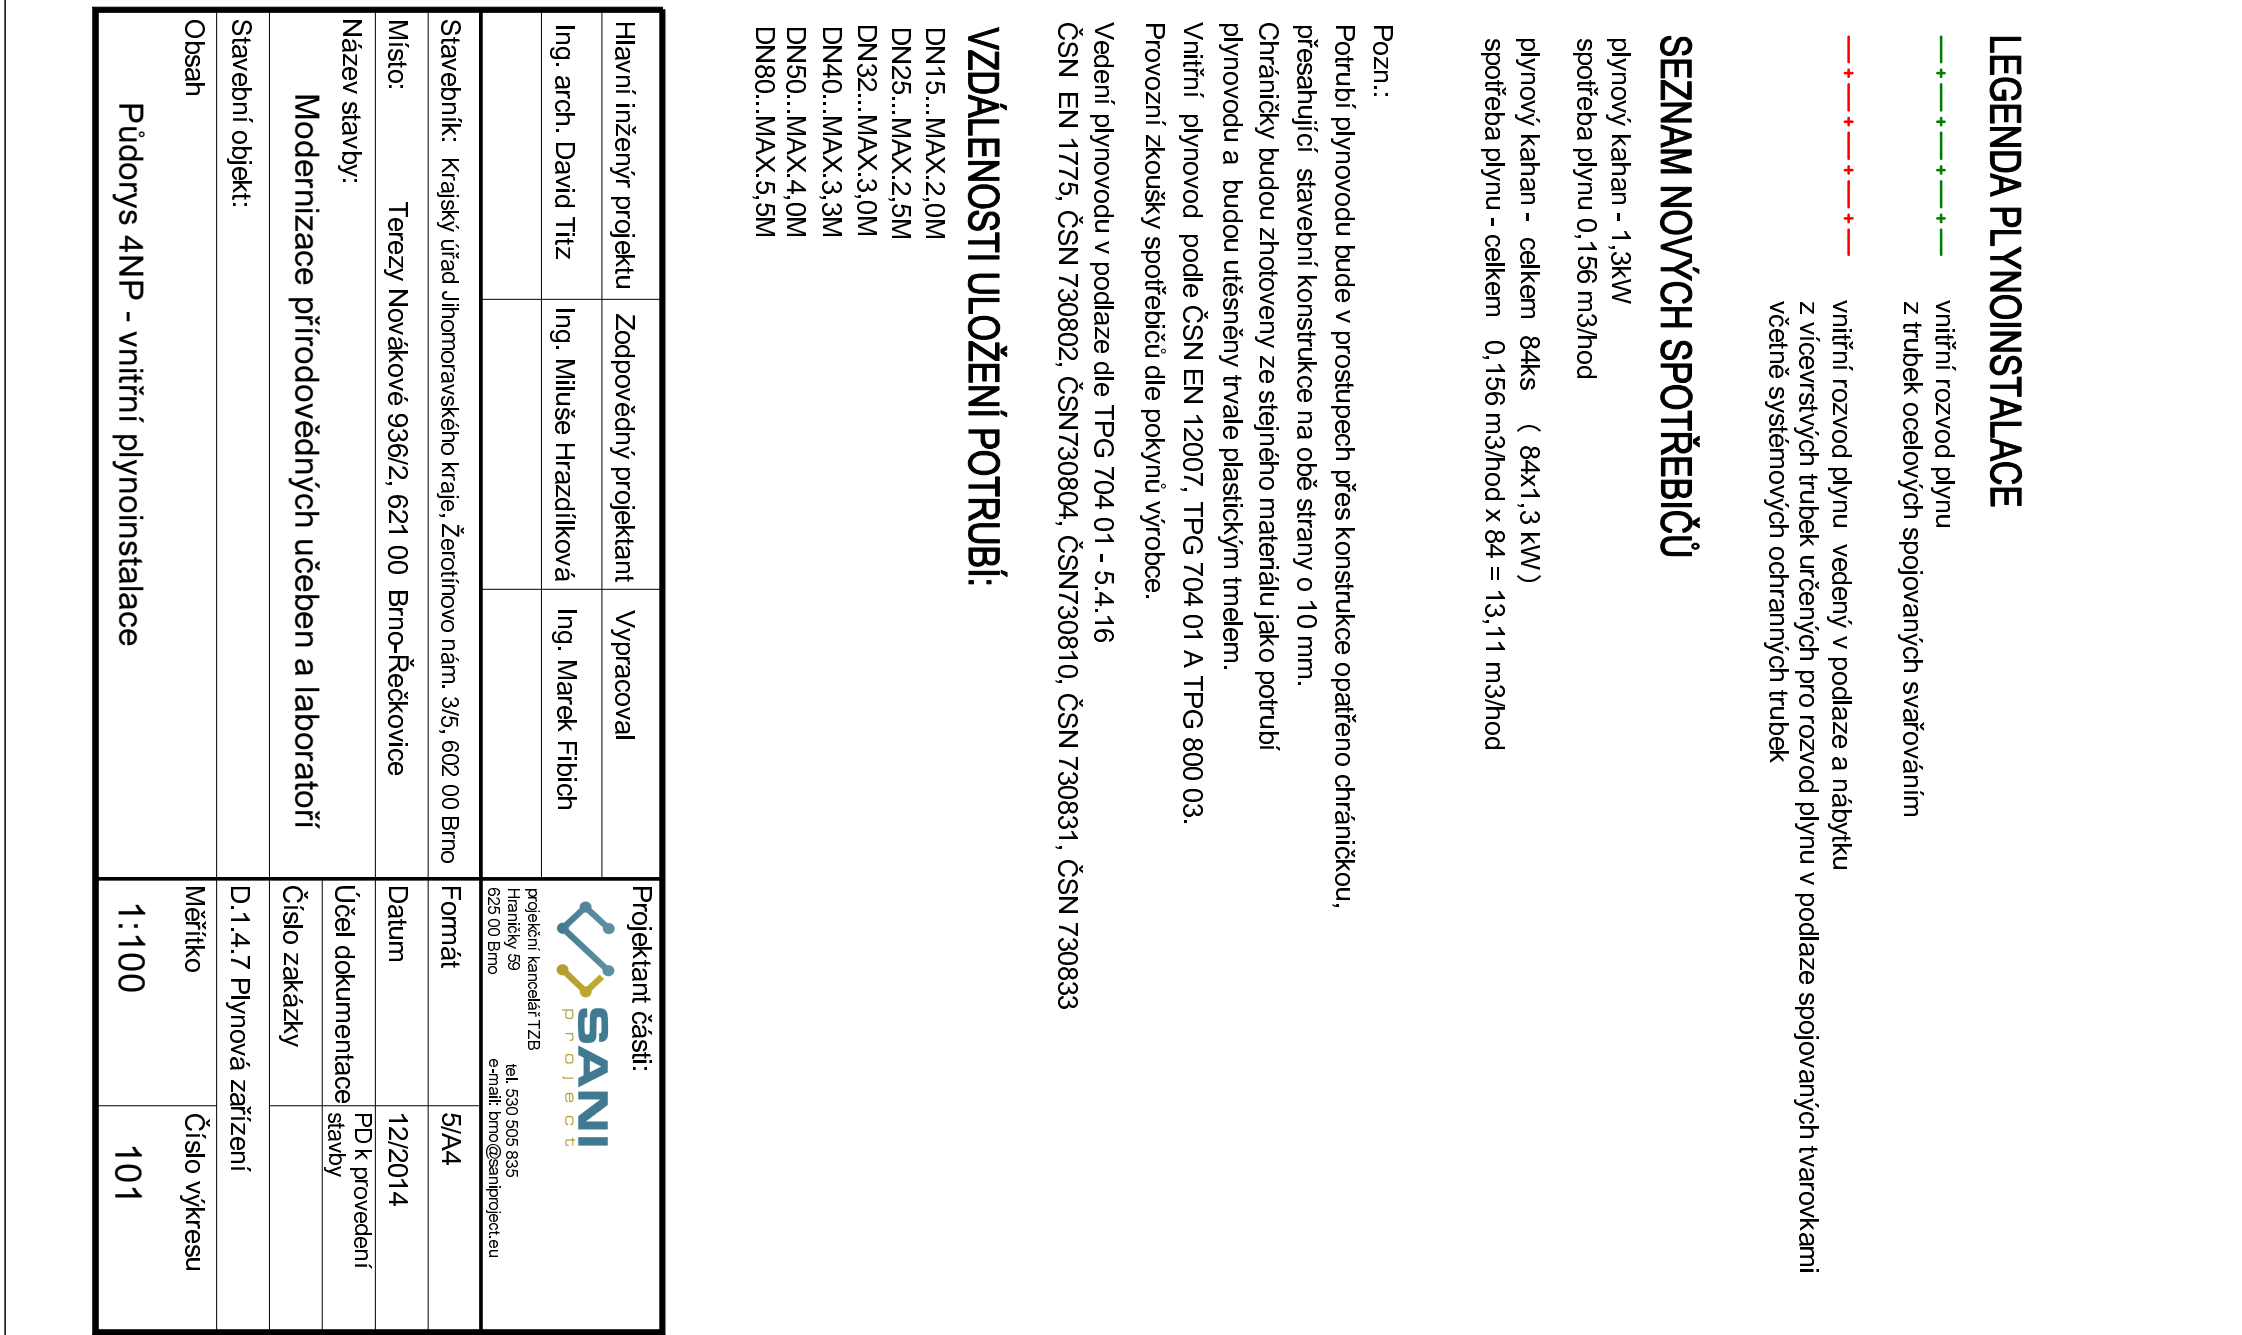 LEGENDA PLYNOINSTALACE
vnitřní rozvod plynu
z trubek ocelových spojovaných svařováním
vnitřní rozvod plynu vedený v podlaze a nábytku
z vícevrstvých trubek určených pro rozvod plynu v podlaze spojovaných tvarovkami
včetně systémových ochranných trubek
SEZNAM NOVÝCH SPOTŘEBIČŮ
plynový kahan - 1,3kW
spotřeba plynu 0,156 m3/hod
plynový kahan - celkem 84ks ( 84x1,3 kW)
spotřeba plynu - celkem 0,156 m3/hod x 84 = 13,11 m3/hod
Pozn.:
Potrubí plynovodu bude v prostupech přes konstrukce opatřeno chráničkou,
přesahující stavební konstrukce na obě strany o 10 mm.
Chráničky budou zhotoveny ze stejného materiálu jako potrubí
plynovodu a budou utěsněny trvale plastickým tmelem.
Vnitřní plynovod podle ČSN EN 12007, TPG 704 01 A TPG 800 03.
Provozní zkoušky spotřebičů dle pokynů výrobce.
Vedení plynovodu v podlaze dle TPG 704 01 - 5.4.16
ČSN EN 1775, ČSN 730802, ČSN730804, ČSN730810, ČSN 730831, ČSN 730833
VZDÁLENOSTI ULOŽENÍ POTRUBÍ:
DN15...MAX.2,0M
DN25...MAX.2,5M
DN32...MAX.3,0M
DN40...MAX.3,3M
DN50...MAX.4,0M
DN80...MAX.5,5M
Hlavní inžený̌r projektu Zodpovědný projektant Vypracoval
Ing. arch. David Titz Ing. Miluše Hrazdílková Ing. Marek Fibich
Projektant části:
SANI
project
projekční kancelář TZB
Hraničky 59 tel. 530 505 835
625 00 Brno e-mail: brno@saniproject.eu
Stavebník: Krajský úřad Jihomoravského kraje, Žerotínovo nám. 3/5, 602 00 Brno
Formát 5/A4
Místo: Terezy Novákové 936/2, 621 00 Brno-Řečkovice
Datum 12/2014
Název stavby:
Modernizace přírodovědných učeben a laboratoří
Účel dokumentace PD k provedení
stavby
Číslo zakázky
Stavební objekt:
D.1.4.7 Plynová zařízení
Obsah
Půdorys 4NP - vnitřní plynoinstalace
Měřítko
1:100
Číslo výkresu
101